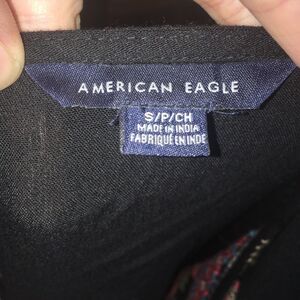 AMERICAN EAGLE
S/P/CH
MADE IN INDIA
FABRIQUÉ EN INDE